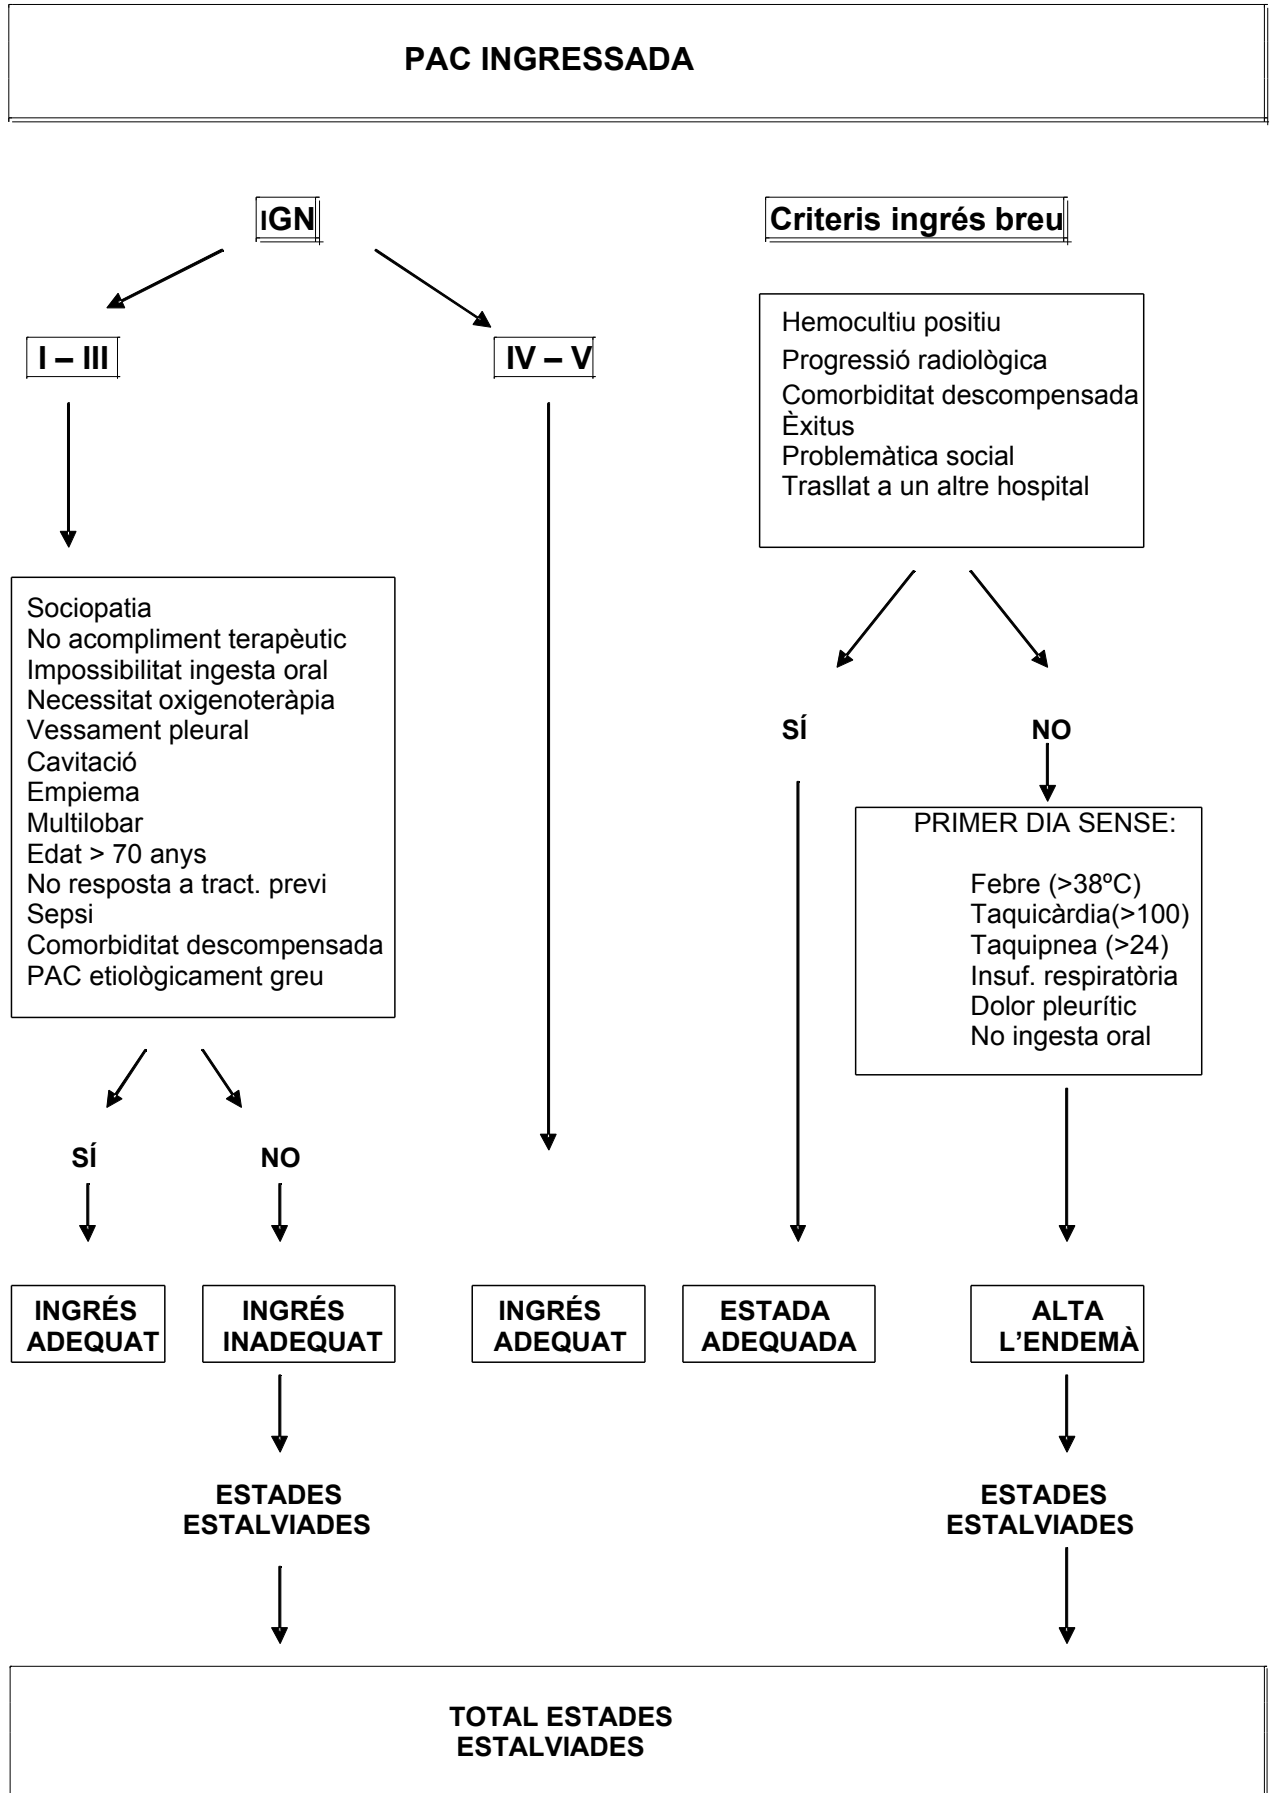 PAC INGRESSADA
IGN
Criteris ingrés breu
I – III
IV – V
Hemocultiu positiu
Progressió radiològica
Comorbiditat descompensada
Èxitus
Problemàtica social
Trasllat a un altre hospital
Sociopatia
No acompliment terapèutic
Impossibilitat ingesta oral
Necessitat oxigenoteràpia
Vessament pleural
Cavitació
Empiema
Multilobar
Edat > 70 anys
No resposta a tract. previ
Sepsi
Comorbiditat descompensada
PAC etiològicament greu
SÍ
NO
PRIMER DIA SENSE:
Febre (>38ºC)
Taquicàrdia(>100)
Taquipnea (>24)
Insuf. respiratòria
Dolor pleurític
No ingesta oral
SÍ
NO
INGRÉS
ADEQUAT
INGRÉS
INADEQUAT
INGRÉS
ADEQUAT
ESTADA
ADEQUADA
ALTA
L’ENDEMÀ
ESTADES
ESTALVIADES
ESTADES
ESTALVIADES
TOTAL ESTADES
ESTALVIADES